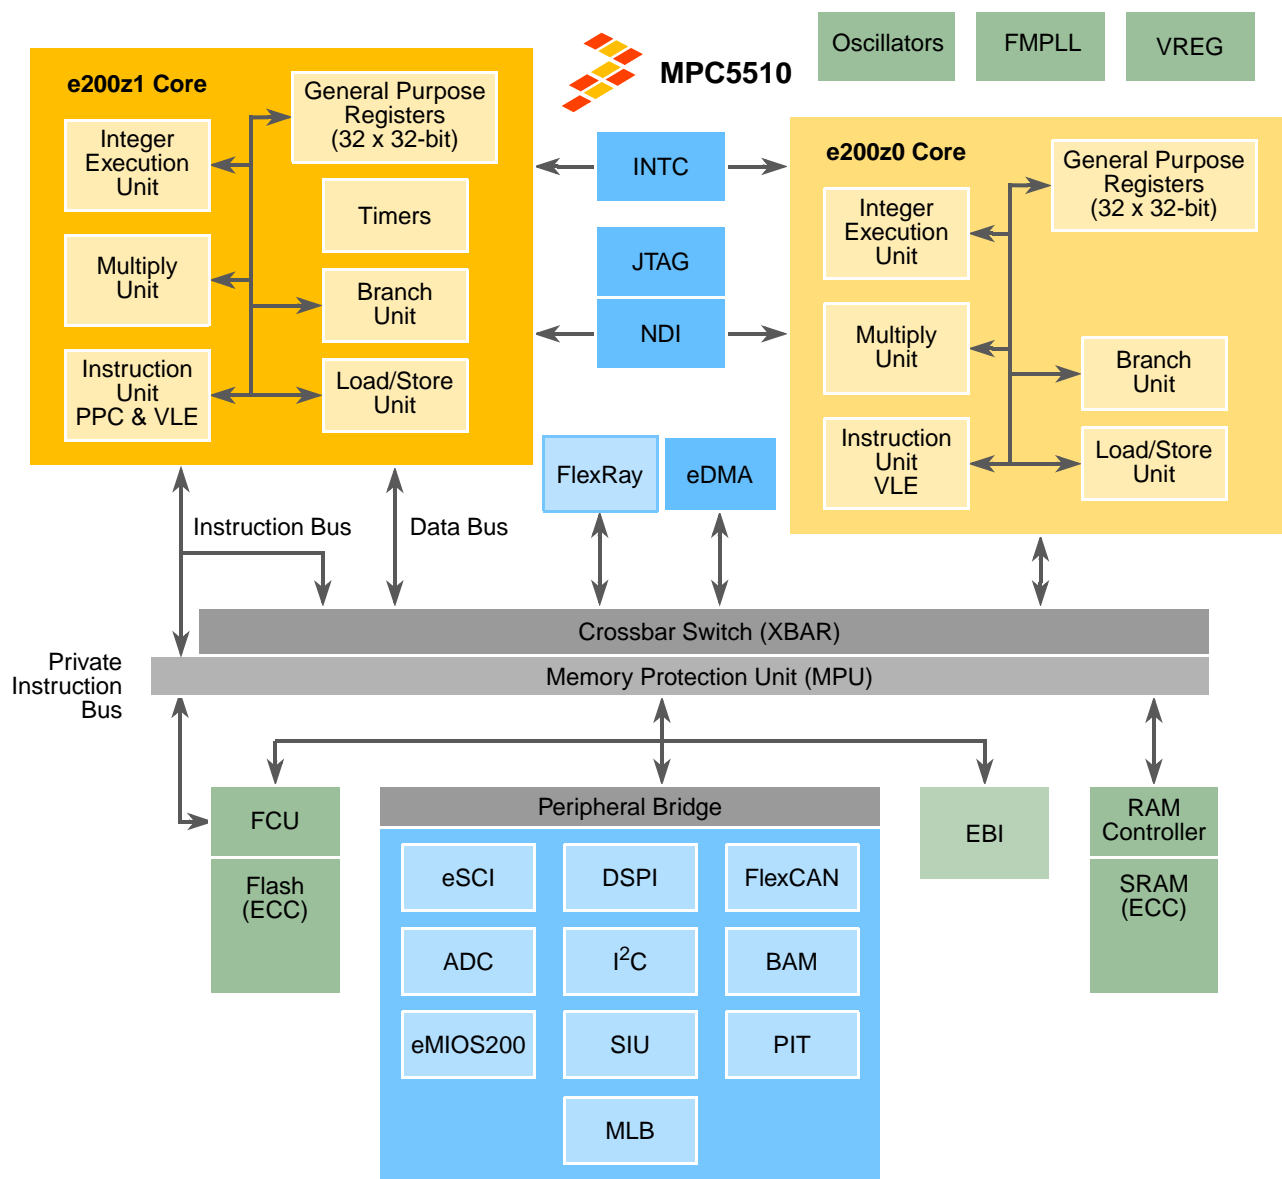 MPC5510
Oscillators
FMPLL
VREG
e200z1 Core
General Purpose
Registers
(32 x 32-bit)
Integer
Execution
Unit
Timers
Multiply
Unit
Branch
Unit
Instruction
Unit
PPC & VLE
Load/Store
Unit
INTC
JTAG
NDI
e200z0 Core
General Purpose
Registers
(32 x 32-bit)
Integer
Execution
Unit
Multiply
Unit
Branch
Unit
Instruction
Unit
VLE
Load/Store
Unit
FlexRay
eDMA
Instruction Bus
Data Bus
Crossbar Switch (XBAR)
Memory Protection Unit (MPU)
Private
Instruction
Bus
FCU
Flash
(ECC)
Peripheral Bridge
eSCI
DSPI
FlexCAN
ADC
I²C
BAM
eMIOS200
SIU
PIT
MLB
EBI
RAM
Controller
SRAM
(ECC)